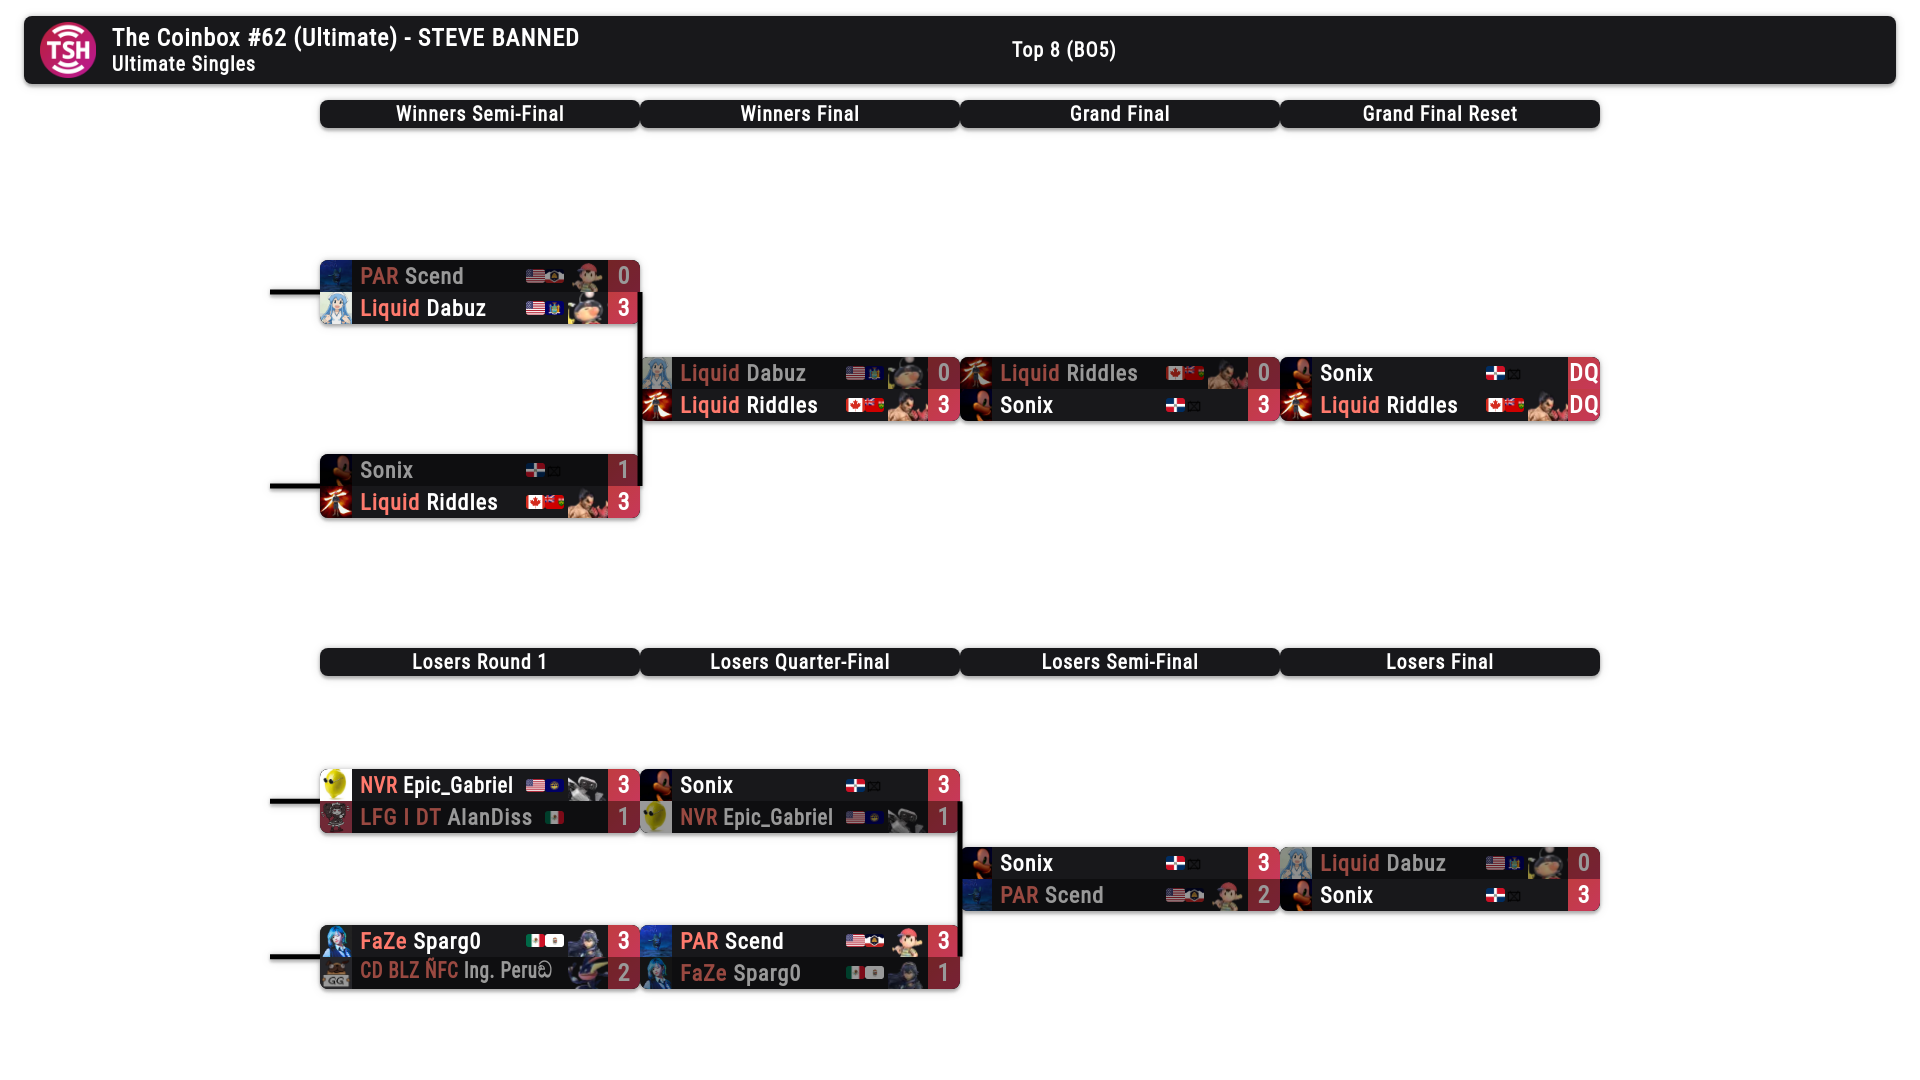 TSH
The Coinbox #62 (Ultimate) - STEVE BANNED
Ultimate Singles
Top 8 (BO5)
Winners Semi-Final
Winners Final
Grand Final
Grand Final Reset
PAR Scend 0
Liquid Dabuz 3
Liquid Dabuz 0
Liquid Riddles 3
Liquid Riddles 0
Sonix 3
Sonix DQ
Liquid Riddles DQ
Sonix 1
Liquid Riddles 3
Losers Round 1
Losers Quarter-Final
Losers Semi-Final
Losers Final
NVR Epic_Gabriel 3
LFG I DT AlanDiss 1
Sonix 3
NVR Epic_Gabriel 1
Sonix 3
PAR Scend 2
Liquid Dabuz 0
Sonix 3
FaZe Sparg0 3
GG CD BLZ ÑFC Ing. Peru 2
PAR Scend 3
FaZe Sparg0 1